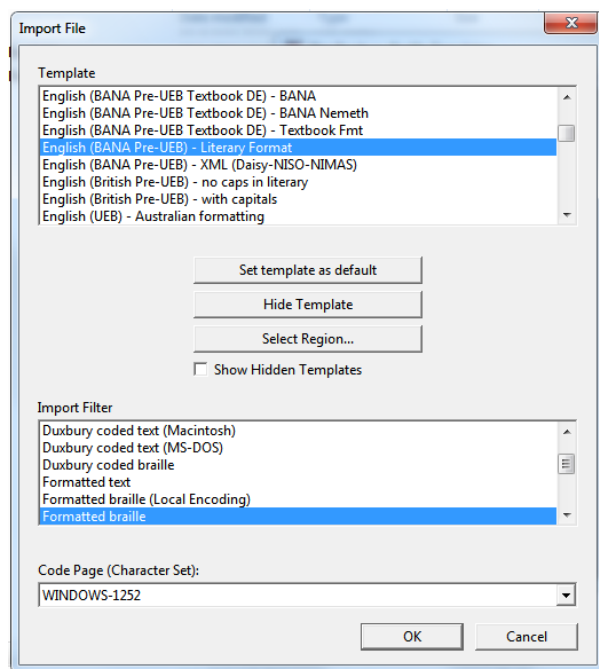 Import File
Template
English (BANA Pre-UEB Textbook DE) - BANA
English (BANA Pre-UEB Textbook DE) - BANA Nemeth
English (BANA Pre-UEB Textbook DE) - Textbook Fmt
English (BANA Pre-UEB) - Literary Format
English (BANA Pre-UEB) - XML (Daisy-NISO-NIMAS)
English (British Pre-UEB) - no caps in literary
English (British Pre-UEB) - with capitals
English (UEB) - Australian formatting
Set template as default
Hide Template
Select Region...
Show Hidden Templates
Import Filter
Duxbury coded text (Macintosh)
Duxbury coded text (MS-DOS)
Duxbury coded braille
Formatted text
Formatted braille (Local Encoding)
Formatted braille
Code Page (Character Set):
WINDOWS-1252
OK Cancel